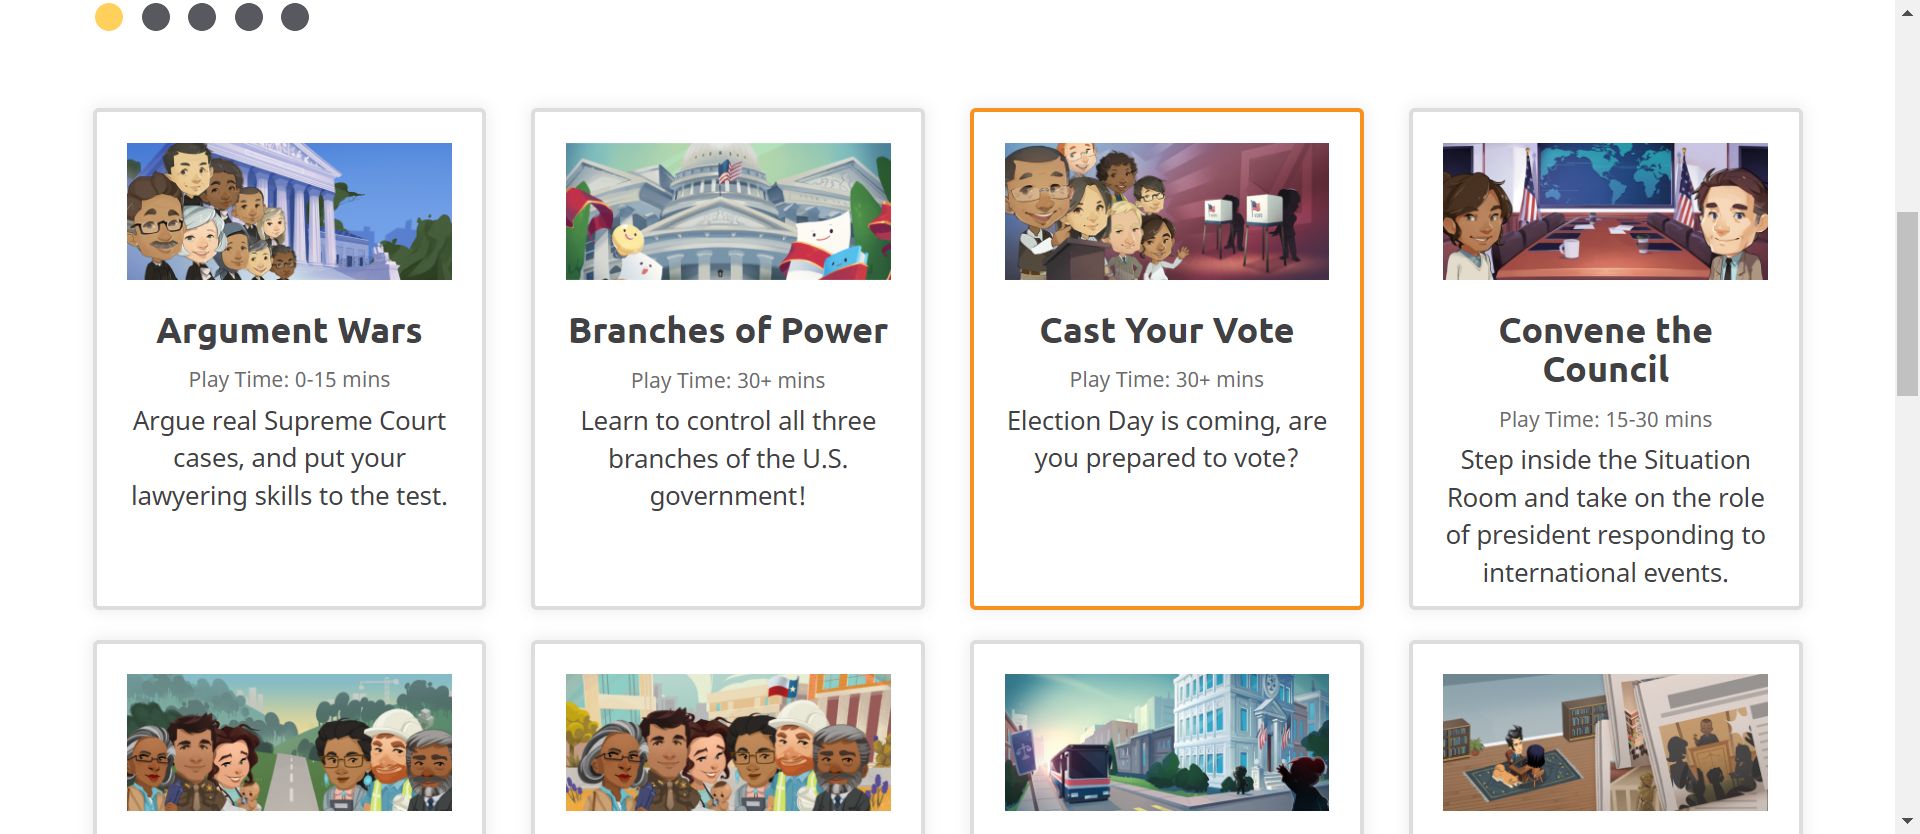 Argument Wars
Play Time: 0-15 mins
Argue real Supreme Court
cases, and put your
lawyering skills to the test.
Branches of Power
Play Time: 30+ mins
Learn to control all three
branches of the U.S.
government!
Cast Your Vote
Play Time: 30+ mins
Election Day is coming, are
you prepared to vote?
Convene the
Council
Play Time: 15-30 mins
Step inside the Situation
Room and take on the role
of president responding to
international events.